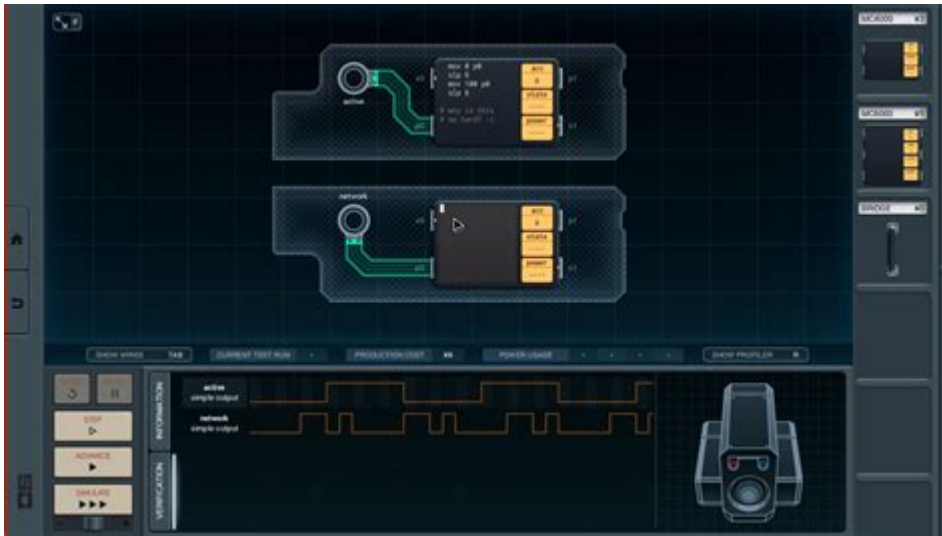 F
MC4000 ¥3
active
x0
mov 0 p0
slp 6
mov 100 p0
slp 6
# why is this
# so hard? :(
acc
0
state
power
p1
p0
x1
MC6000 ¥5
network
x0
acc
0
state
power
p1
p0
x1
BRIDGE
SHOW WIRES TAB
CURRENT TEST RUN -
PRODUCTION COST
POWER USAGE - - - -
SHOW PROFILER R
STEP
ADVANCE
SIMULATE
INFORMATION
VERIFICATION
active
simple output
network
simple output